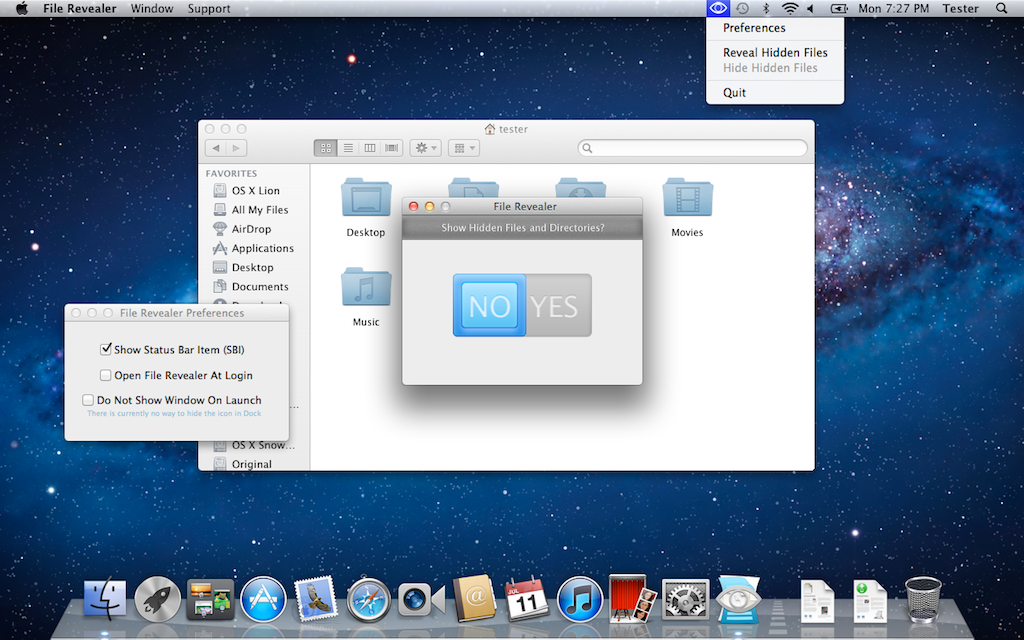 File Revealer Window Support Mon 7:27 PM Tester
Preferences
Reveal Hidden Files
Hide Hidden Files
Quit
tester
FAVORITES
OS X Lion
All My Files
AirDrop
Applications
Desktop
Documents
Desktop
Movies
Music
File Revealer
Show Hidden Files and Directories?
NO YES
File Revealer Preferences
Show Status Bar Item (SBI)
Open File Revealer At Login
Do Not Show Window On Launch
There is currently no way to hide the icon in Dock
...
OS X Snow...
Original
JUL
11